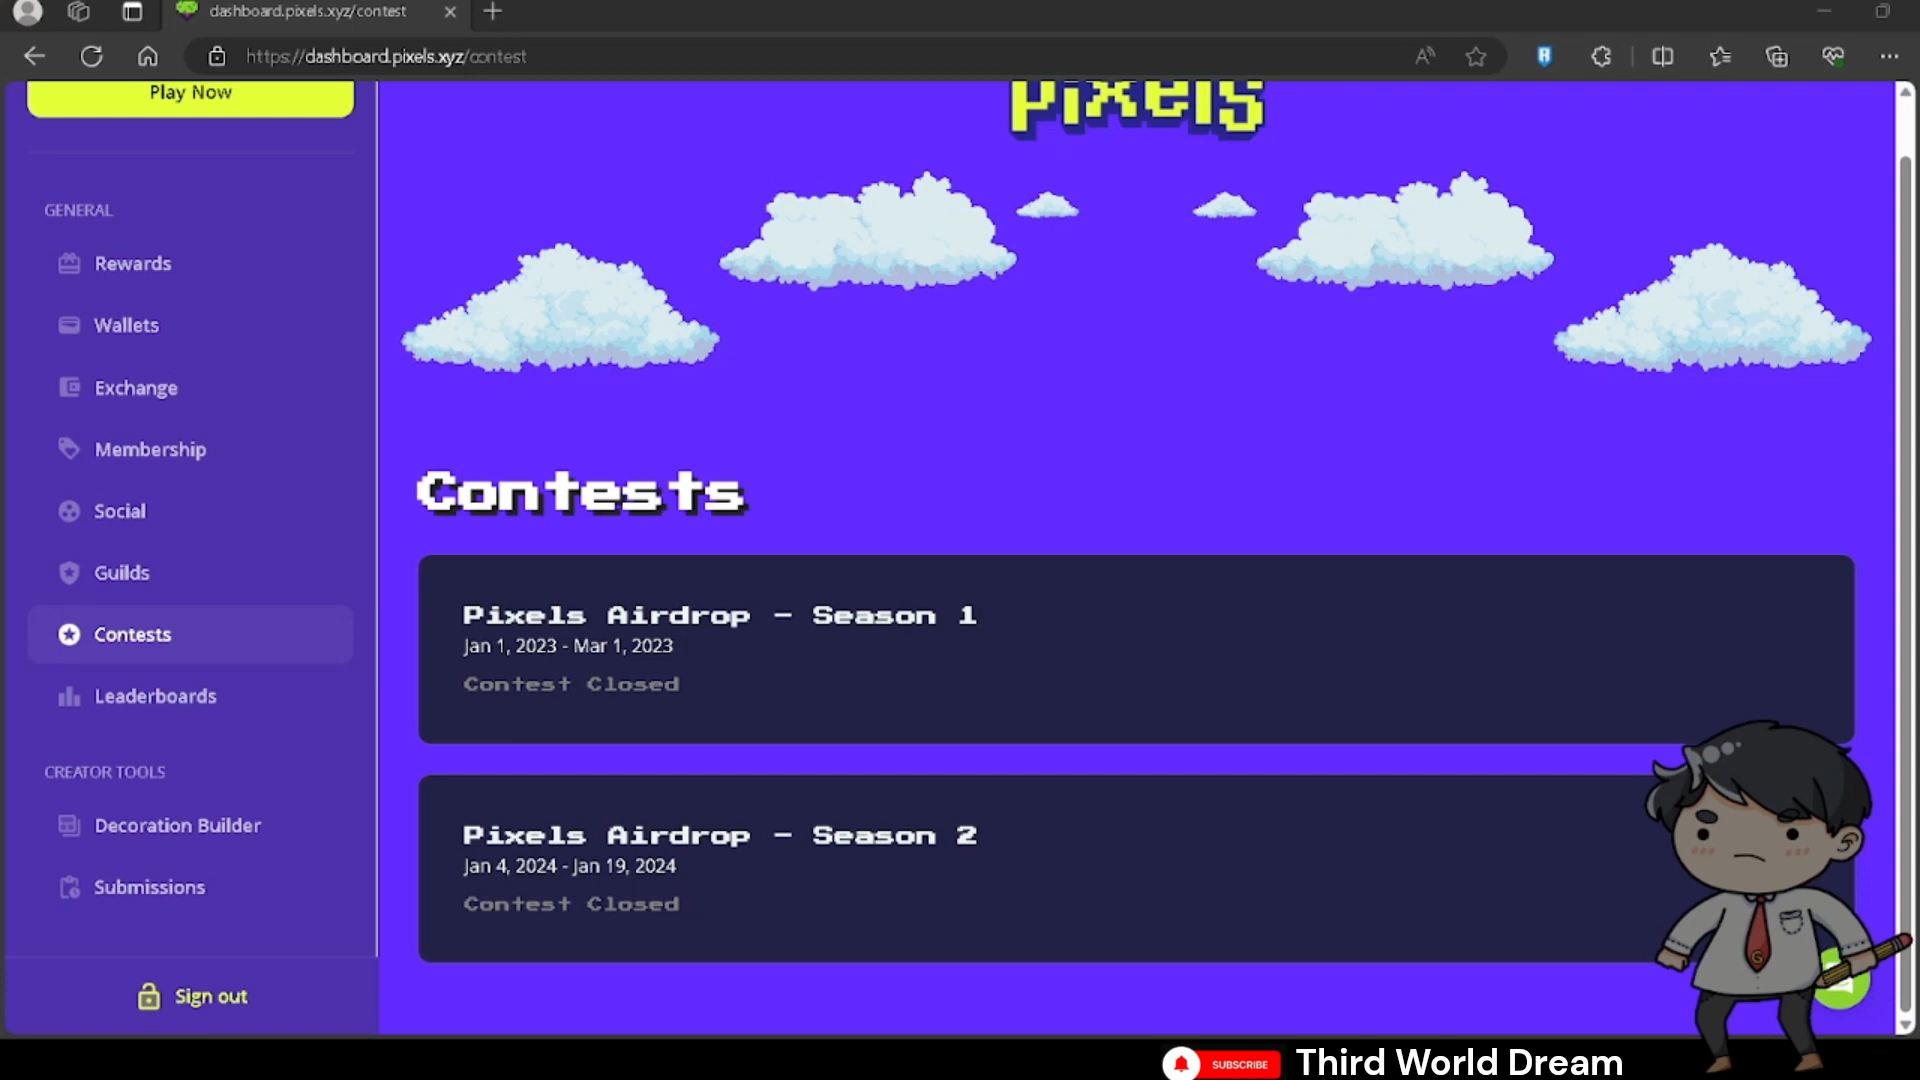 dashboard.pixels.xyz/contest
https://dashboard.pixels.xyz/contest
Play Now
pixels
GENERAL
Rewards
Wallets
Exchange
Membership
Social
Guilds
Contests
Leaderboards
CREATOR TOOLS
Decoration Builder
Submissions
Sign out
Contests
Pixels Airdrop - Season 1
Jan 1, 2023 - Mar 1, 2023
Contest Closed
Pixels Airdrop - Season 2
Jan 4, 2024 - Jan 19, 2024
Contest Closed
G
SUBSCRIBE
Third World Dream